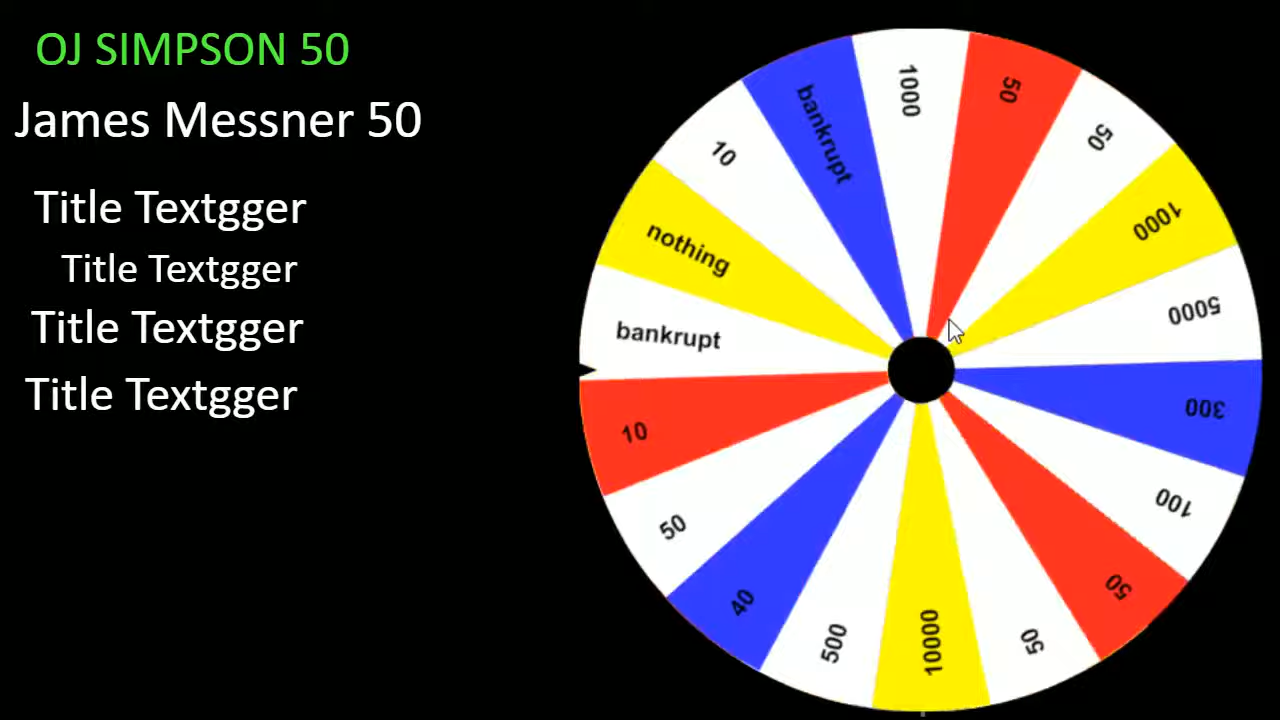 OJ SIMPSON 50
James Messner 50
Title Textgger
Title Textgger
Title Textgger
Title Textgger
1000
50
50
1000
5000
300
100
50
50
10000
500
40
50
10
bankrupt
nothing
10
bankrupt